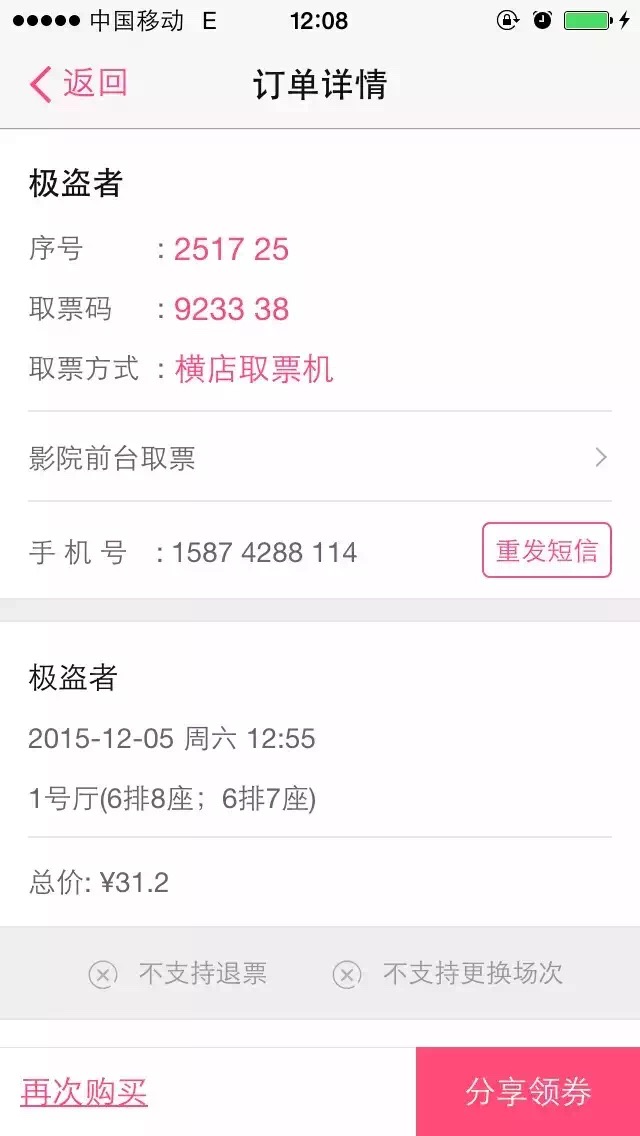 中国移动 E 12:08
返回 订单详情
极盗者
序号 : 2517 25
取票码 : 9233 38
取票方式 : 横店取票机
影院前台取票
手 机 号 : 1587 4288 114 重发短信
极盗者
2015-12-05 周六 12:55
1号厅(6排8座；6排7座)
总价: ¥31.2
不支持退票 不支持更换场次
再次购买 分享领券